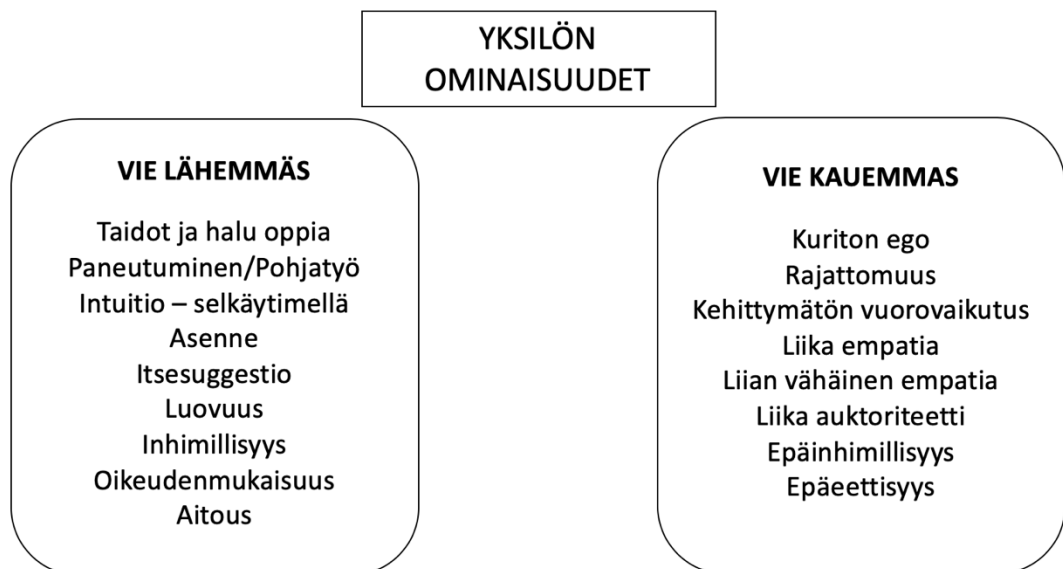 YKSILÖN
OMINAISUUDET
VIE LÄHEMMÄS
Taidot ja halu oppia
Paneutuminen/Pohjatyö
Intuitio – selkäytimellä
Asenne
Itsesuggestio
Luovuus
Inhimillisyys
Oikeudenmukaisuus
Aitous
VIE KAUEMMAS
Kuriton ego
Rajattomuus
Kehittymätön vuorovaikutus
Liika empatia
Liian vähäinen empatia
Liika auktoriteetti
Epäinhimillisyys
Epäeettisyys